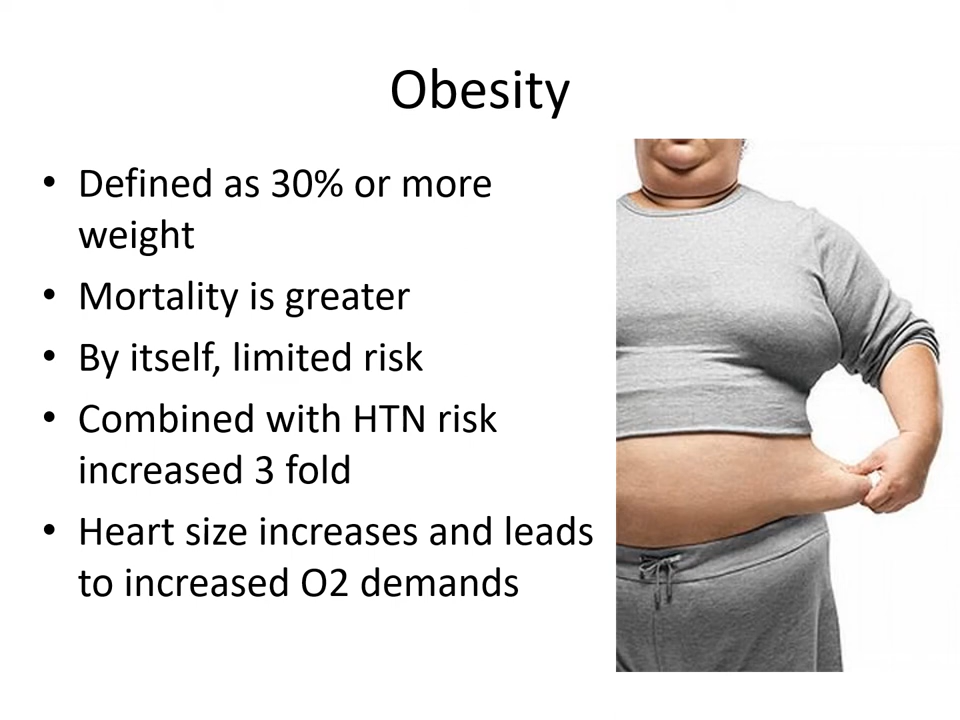 Obesity
• Defined as 30% or more
weight
• Mortality is greater
• By itself, limited risk
• Combined with HTN risk
increased 3 fold
• Heart size increases and leads
to increased O2 demands